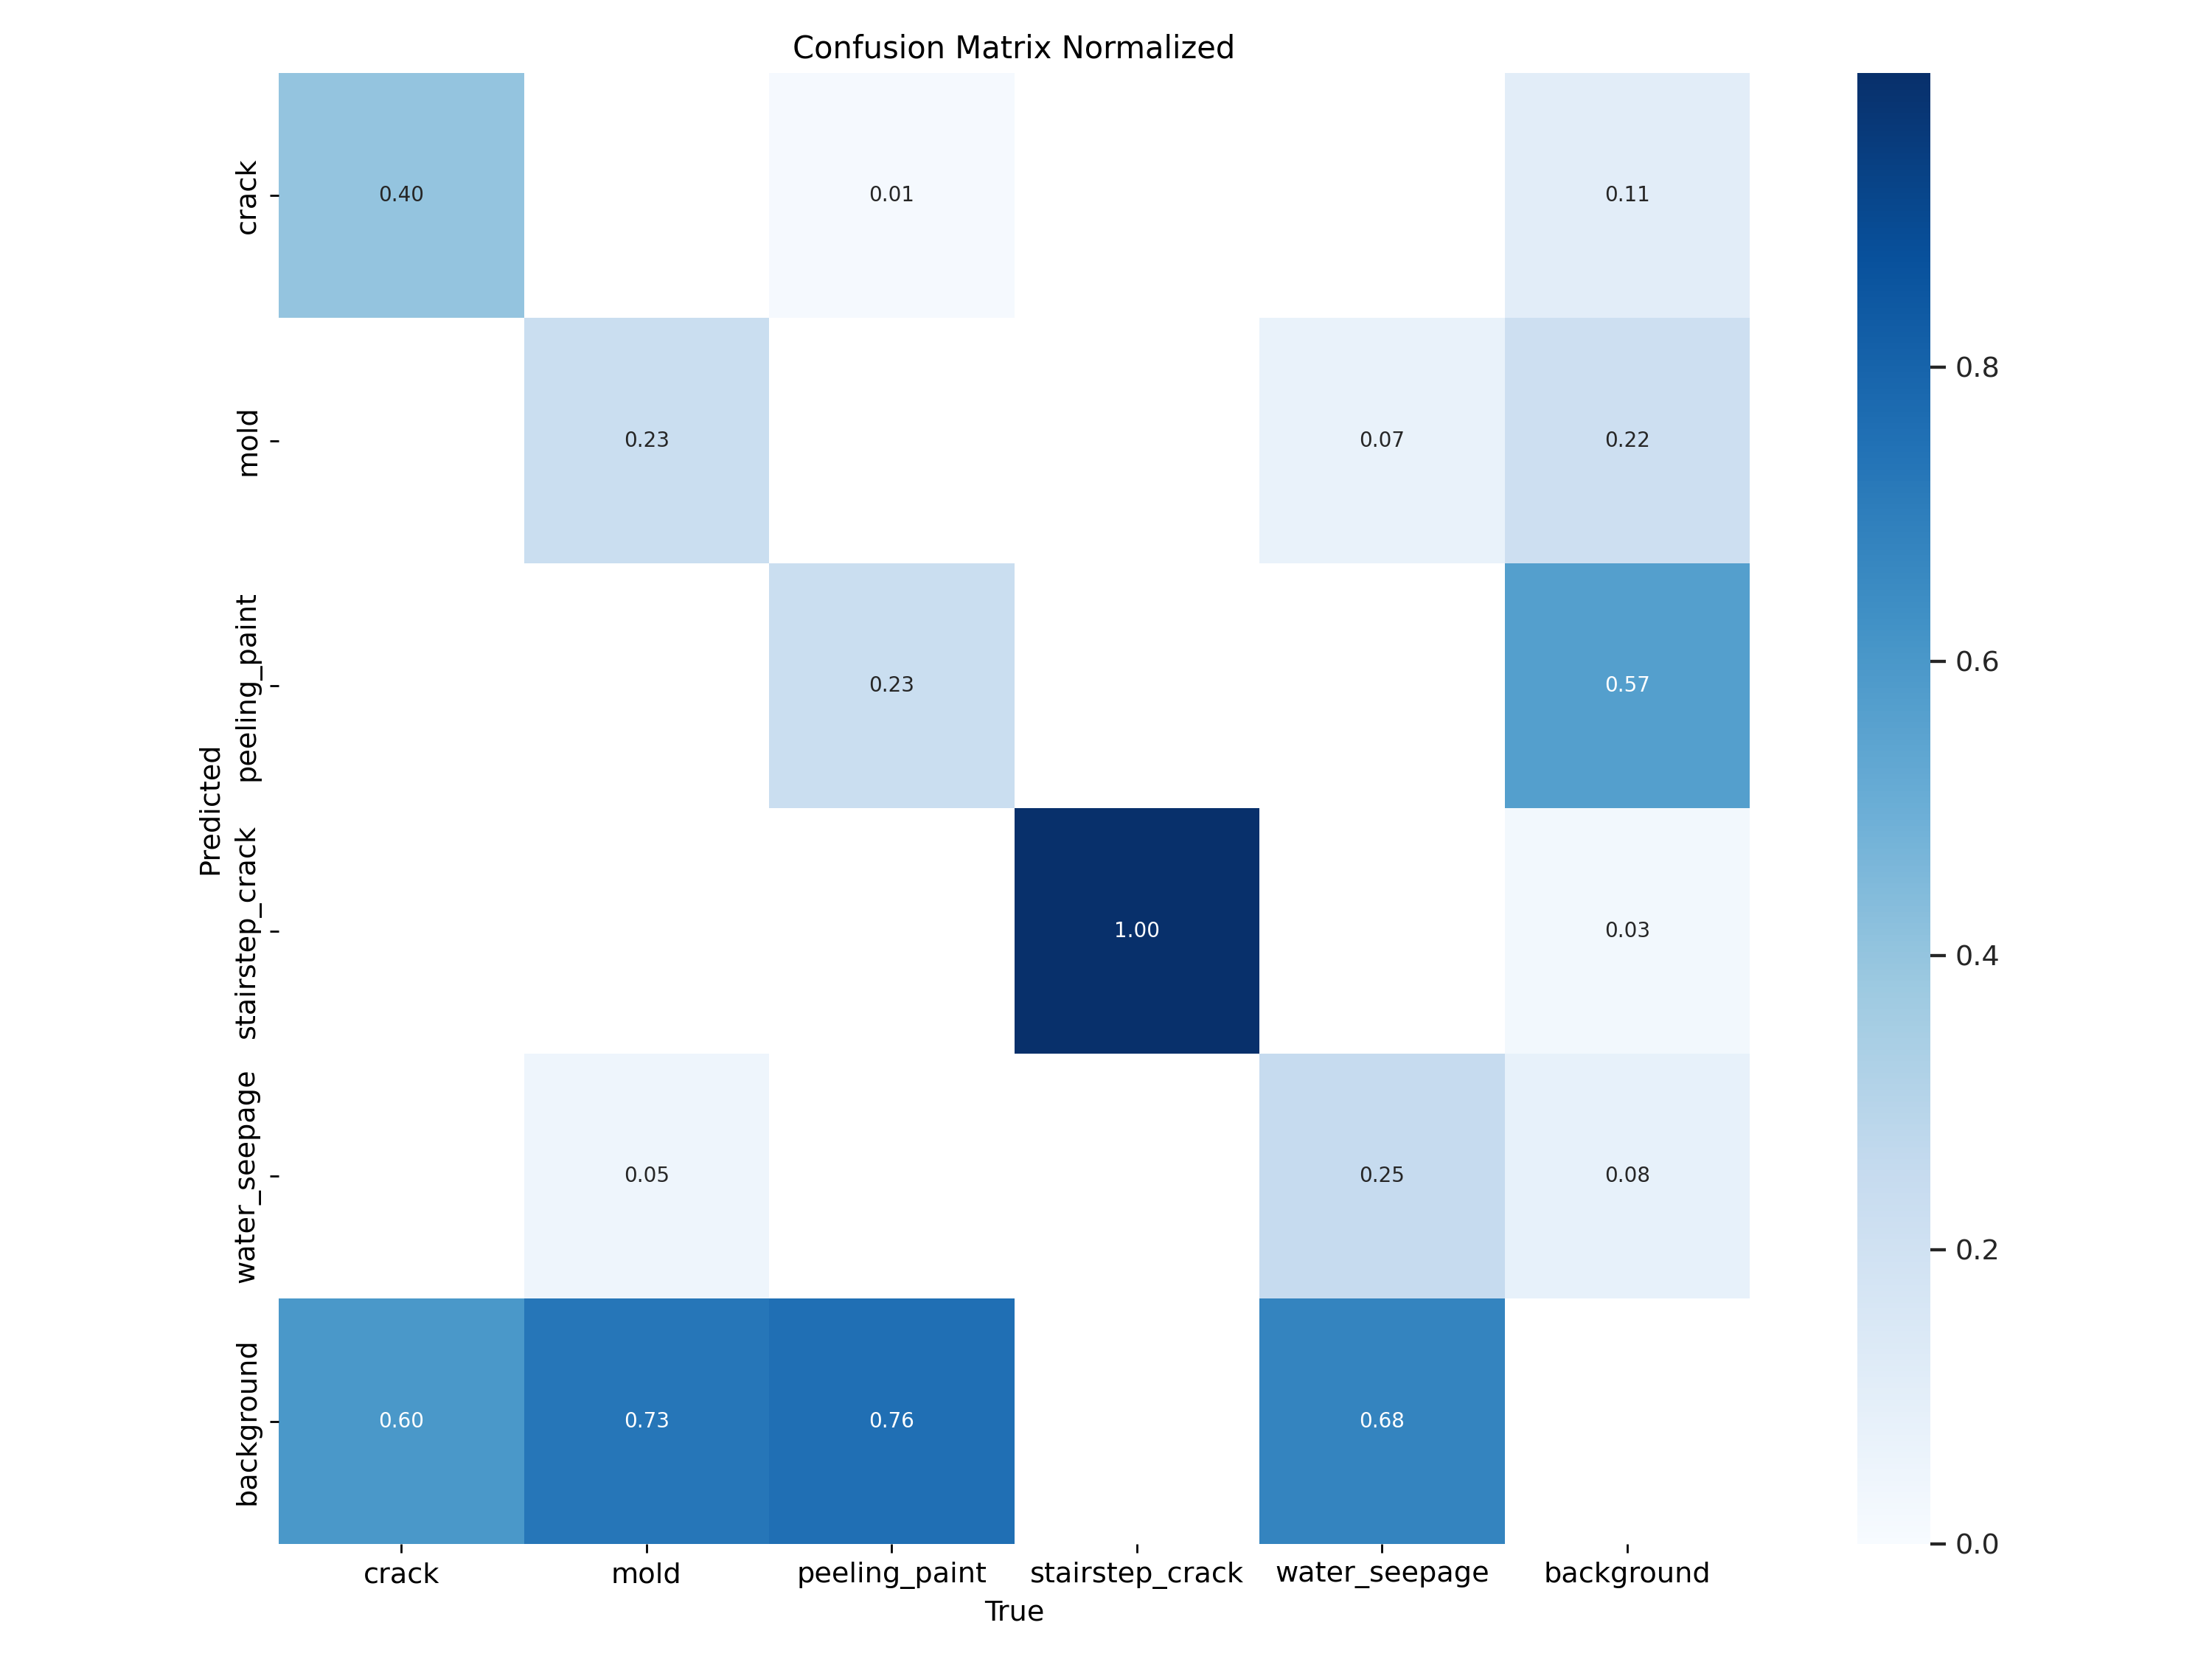 Confusion Matrix Normalized
Predicted
crack
0.40
0.01
0.11
mold
0.23
0.07
0.22
peeling_paint
0.23
0.57
stairstep_crack
1.00
0.03
water_seepage
0.05
0.25
0.08
background
0.60
0.73
0.76
0.68
crack
mold
peeling_paint
stairstep_crack
water_seepage
background
True
0.8
0.6
0.4
0.2
0.0